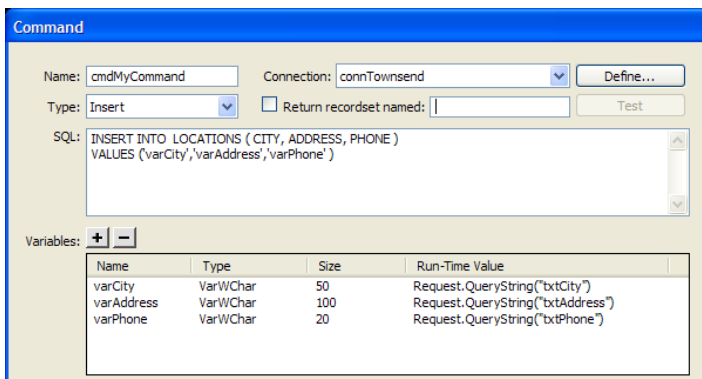 Command
Name: cmdMyCommand Connection: connTownsend Define...
Type: Insert Return recordset named: Test
SQL: INSERT INTO LOCATIONS ( CITY, ADDRESS, PHONE )
VALUES ('varCity','varAddress','varPhone' )
Variables: + −
Name Type Size Run-Time Value
varCity VarWChar 50 Request.QueryString("txtCity")
varAddress VarWChar 100 Request.QueryString("txtAddress")
varPhone VarWChar 20 Request.QueryString("txtPhone")